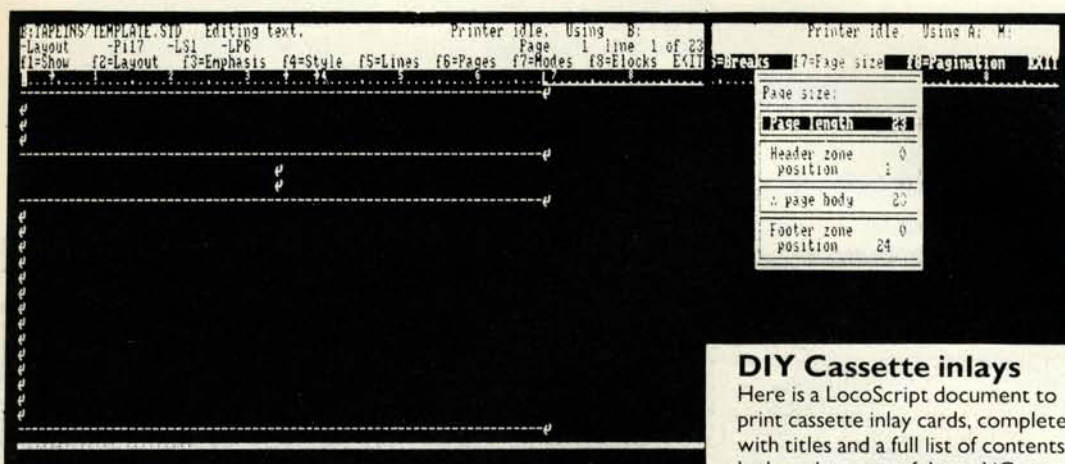 B:TAPEINS/TEMPLATE.STD Editing text. Printer idle. Using B:
-Layout -Pi17 -LS1 -LP6 Page 1 line 1 of 23
f1=Show f2=Layout f3=Emphasis f4=Style f5=Lines f6=Pages f7=Modes f8=Blocks EXIT
Printer idle. Using A: M:
=Breaks f7=Page size f8=Pagination EXIT
Page size:
Page length 23
Header zone 0
position 1
∴ page body 23
Footer zone 0
position 24
DIY Cassette inlays
Here is a LocoScript document to
print cassette inlay cards, complete
with titles and a full list of contents